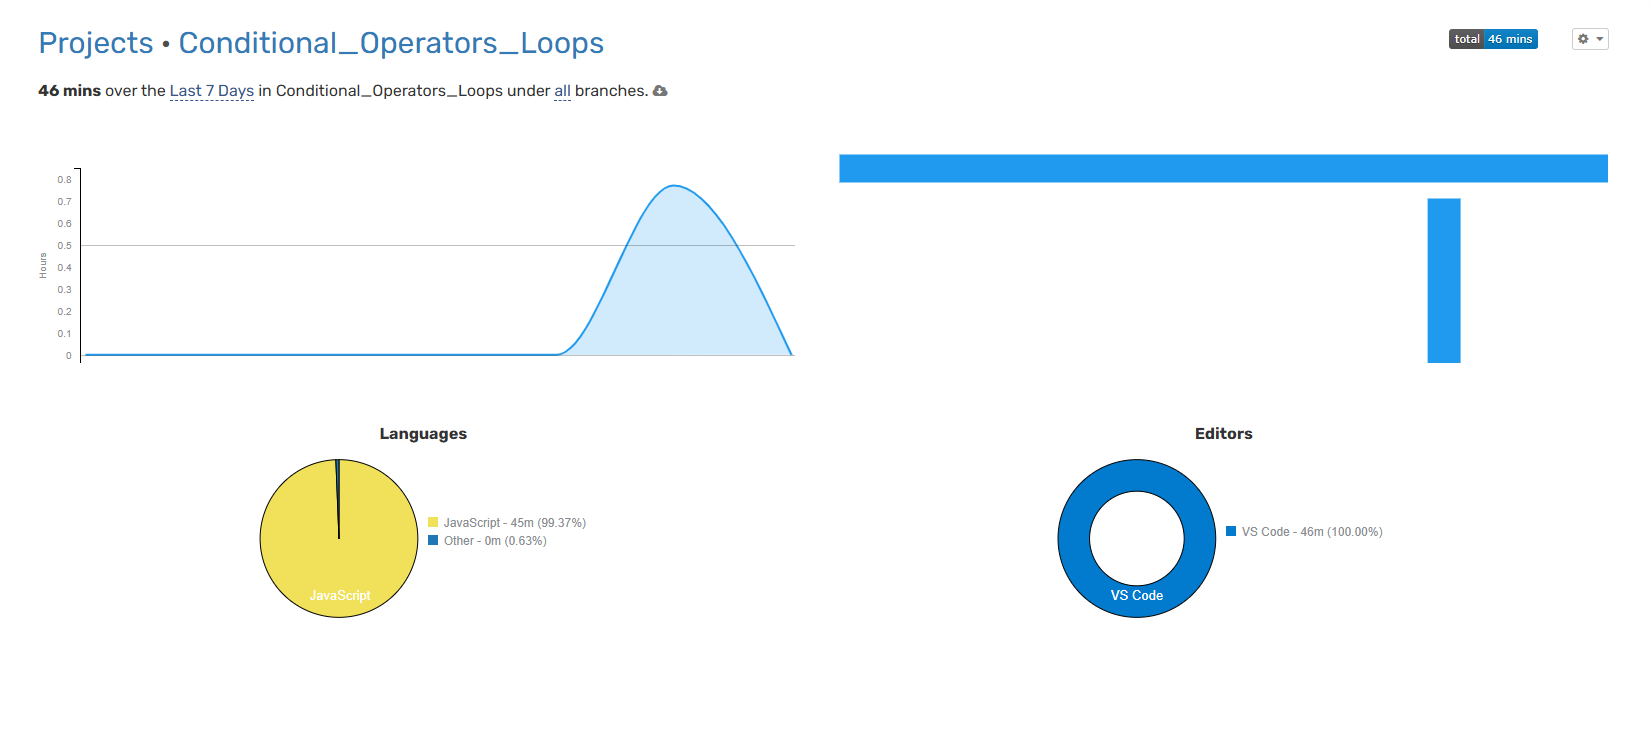 Projects • Conditional_Operators_Loops
total 46 mins
46 mins over the Last 7 Days in Conditional_Operators_Loops under all branches.
0.8
0.7
0.6
0.5
0.4
0.3
0.2
0.1
0
Hours
Languages
JavaScript
JavaScript - 45m (99.37%)
Other - 0m (0.63%)
Editors
VS Code
VS Code - 46m (100.00%)